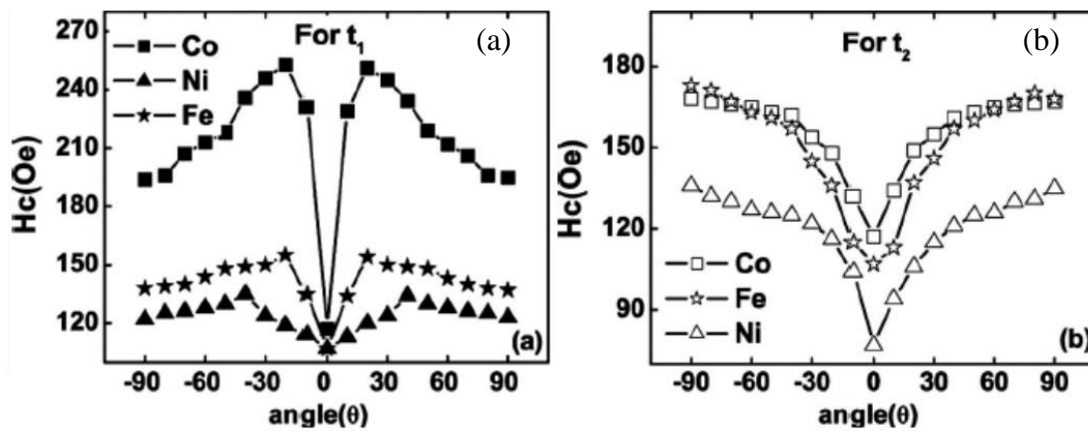 270
240
210
180
150
120
Hc(Oe)
For t1
(a)
Co
Ni
Fe
(a)
-90 -60 -30 0 30 60 90
angle(θ)
180
150
120
90
Hc(Oe)
For t2
(b)
Co
Fe
Ni
(b)
-90 -60 -30 0 30 60 90
angle(θ)